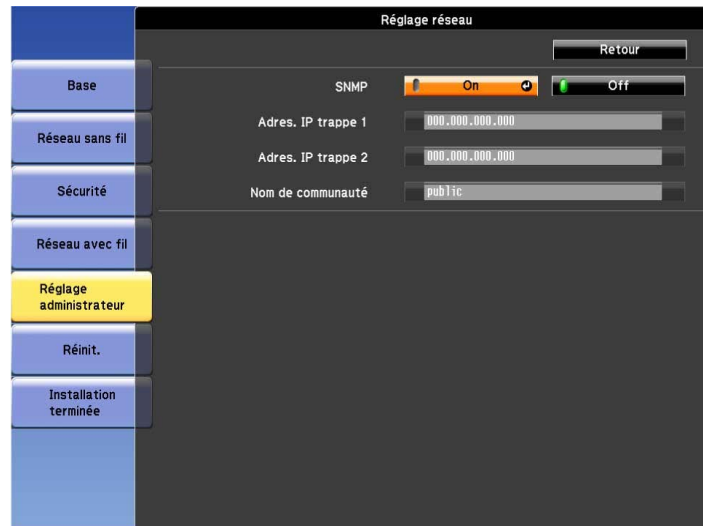 Réglage réseau
Retour
Base
SNMP On Off
Adres. IP trappe 1 000.000.000.000
Réseau sans fil
Adres. IP trappe 2 000.000.000.000
Sécurité
Nom de communauté public
Réseau avec fil
Réglage
administrateur
Réinit.
Installation
terminée